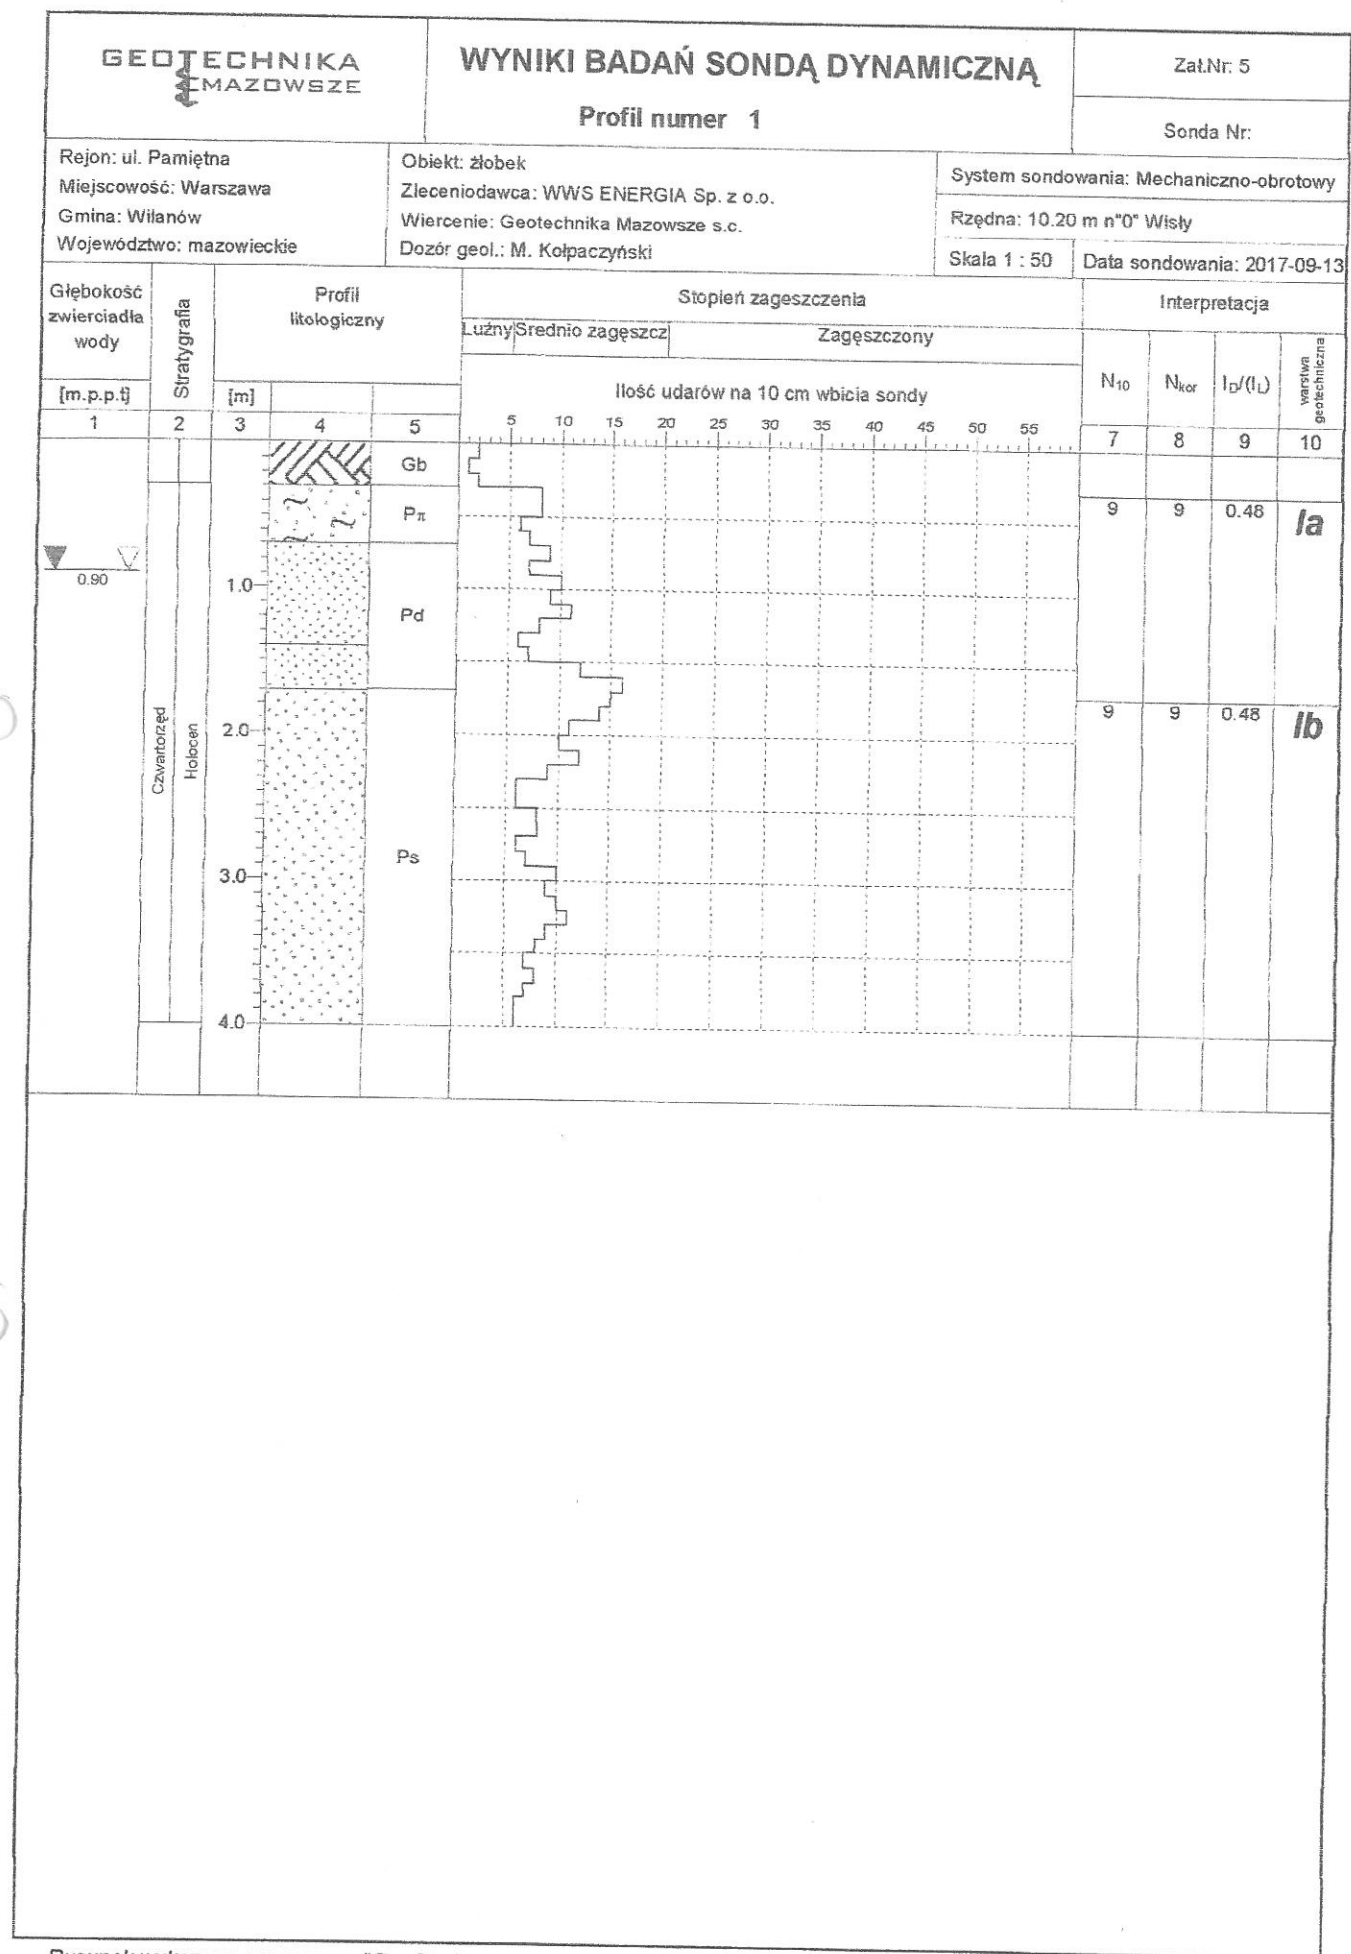 GEOTECHNIKA
MAZOWSZE
WYNIKI BADAŃ SONDĄ DYNAMICZNĄ
Profil numer 1
Zał.Nr: 5
Sonda Nr:
Rejon: ul. Pamiętna
Miejscowość: Warszawa
Gmina: Wilanów
Województwo: mazowieckie
Obiekt: żłobek
Zleceniodawca: WWS ENERGIA Sp. z o.o.
Wiercenie: Geotechnika Mazowsze s.c.
Dozór geol.: M. Kołpaczyński
System sondowania: Mechaniczno-obrotowy
Rzędna: 10.20 m n"0" Wisły
Skala 1 : 50
Data sondowania: 2017-09-13
Głębokość
zwierciadła
wody
[m.p.p.t]
Stratygrafia
Profil
litologiczny
[m]
Stopień zagęszczenia
Luźny
Średnio zagęszcz
Zagęszczony
Ilość udarów na 10 cm wbicia sondy
Interpretacja
N10
Nkor
ID/(IL)
warstwa
geotechniczna
1 2 3 4 5
5 10 15 20 25 30 35 40 45 50 55
7 8 9 10
Gb
Pπ
9 9 0.48 Ia
0.90
1.0
Pd
9 9 0.48 Ib
2.0
Czwartorzęd
Holocen
Ps
3.0
4.0